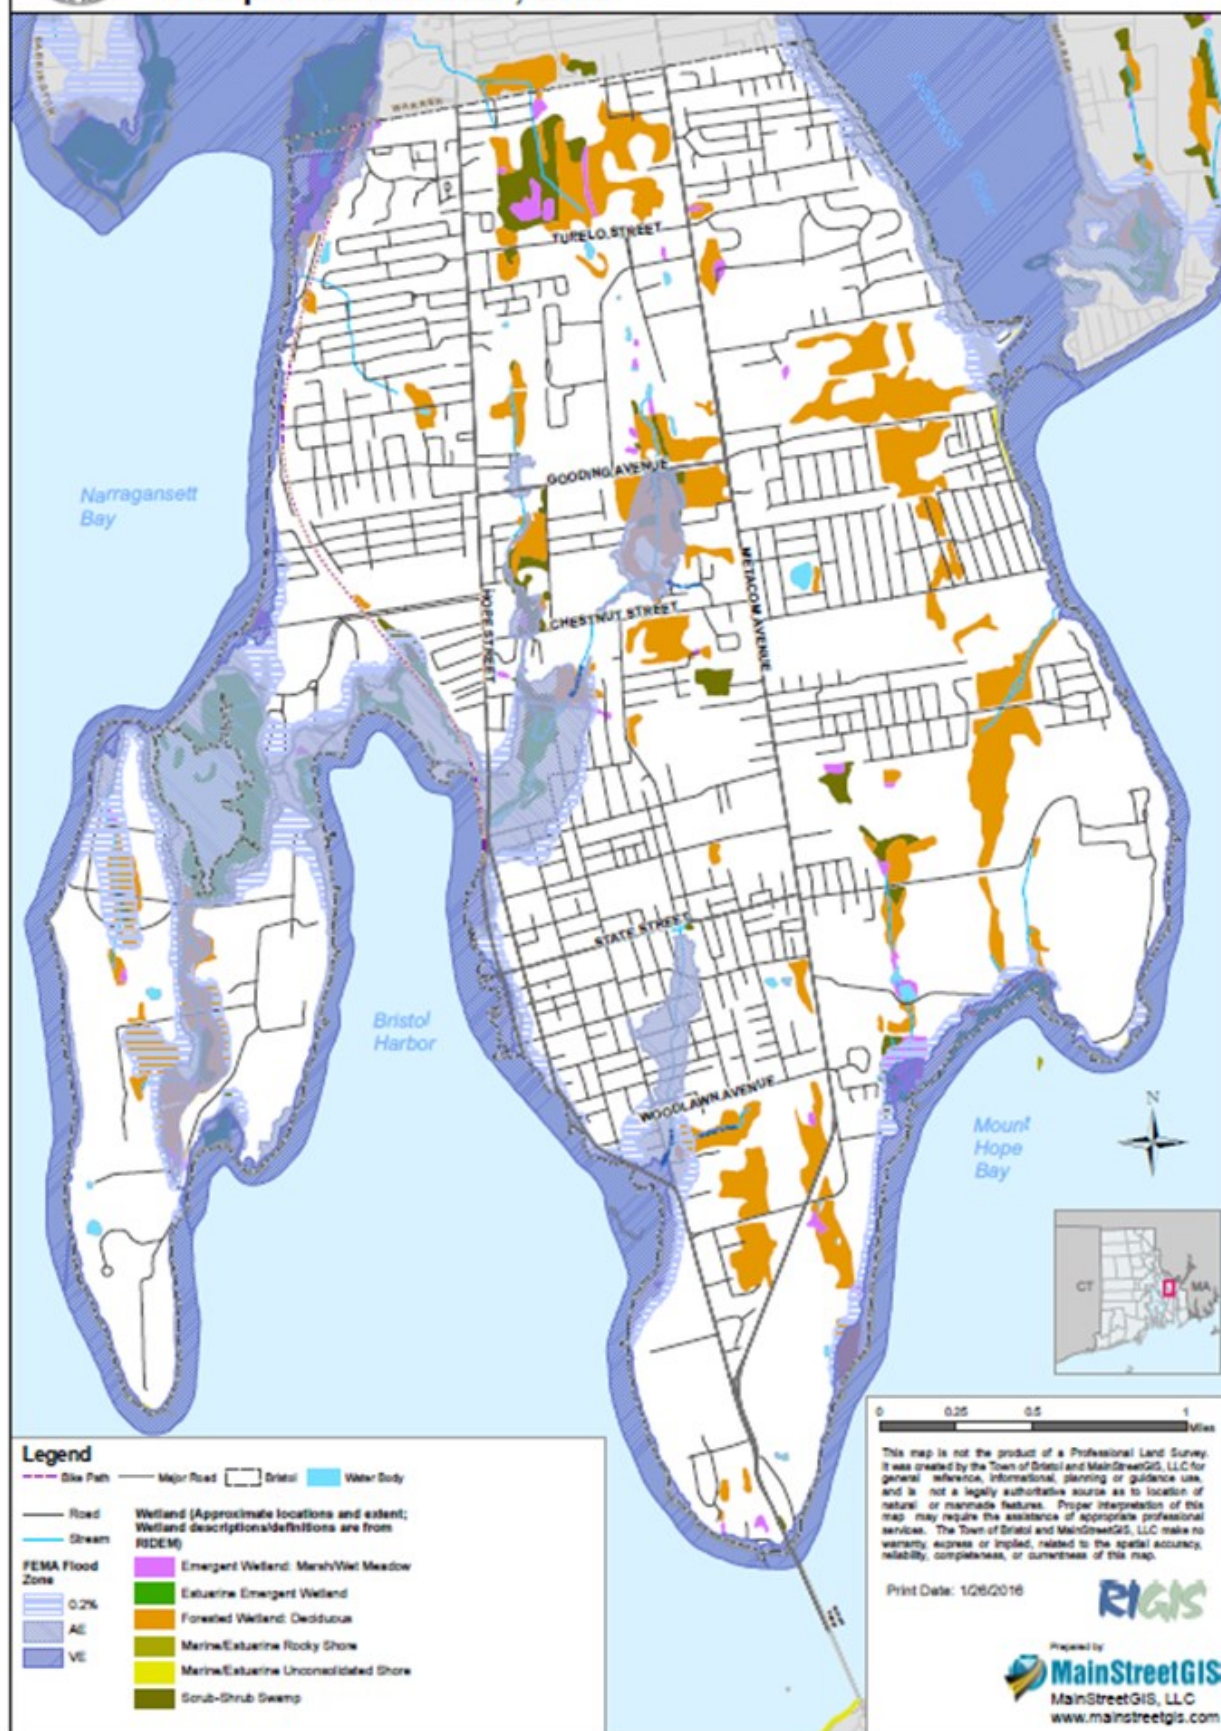 WARREN
TUPELO STREET
GOODING AVENUE
Narragansett
Bay
METACOM AVENUE
HOPE STREET
CHESTNUT STREET
STATE STREET
Bristol
Harbor
WOODLAWN AVENUE
Mount
Hope
Bay
N
CT
MA
Legend
Bike Path
Major Road
Bristol
Water Body
Road
Stream
Wetland (Approximate locations and extent;
Wetland descriptions/definitions are from
RIDEM)
FEMA Flood
Zone
0.2%
AE
VE
Emergent Wetland: Marsh/Wet Meadow
Estuarine Emergent Wetland
Forested Wetland: Deciduous
Marine/Estuarine Rocky Shore
Marine/Estuarine Unconsolidated Shore
Scrub-Shrub Swamp
0 0.25 0.5 1
Miles
This map is not the product of a Professional Land Survey.
It was created by the Town of Bristol and MainStreetGIS, LLC for
general reference, informational, planning or guidance use,
and is not a legally authoritative source as to location of
natural or manmade features. Proper interpretation of this
map may require the assistance of appropriate professional
services. The Town of Bristol and MainStreetGIS, LLC make no
warranty, express or implied, related to the spatial accuracy,
reliability, completeness, or currentness of this map.
Print Date: 1/26/2016
RIGIS
Prepared by:
MainStreetGIS
MainStreetGIS, LLC
www.mainstreetgis.com